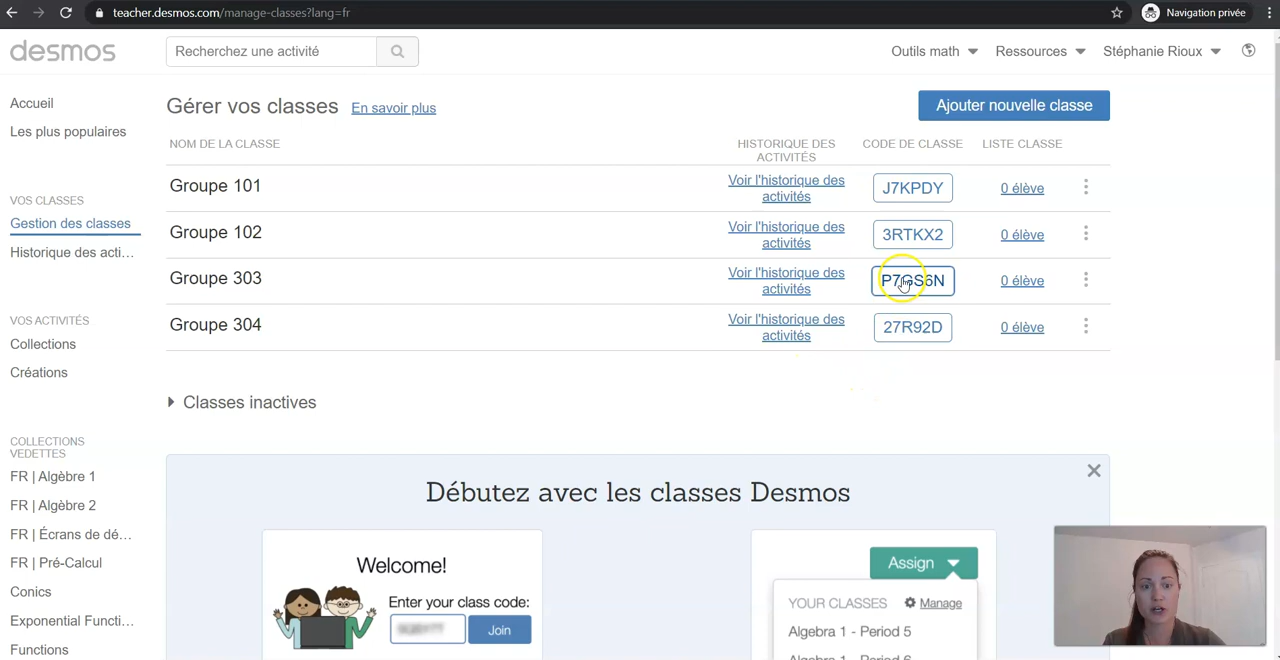 teacher.desmos.com/manage-classes?lang=fr
Navigation privée
desmos
Recherchez une activité
Outils math
Ressources
Stéphanie Rioux
Accueil
Les plus populaires
VOS CLASSES
Gestion des classes
Historique des acti...
VOS ACTIVITÉS
Collections
Créations
COLLECTIONS
VEDETTES
FR | Algèbre 1
FR | Algèbre 2
FR | Écrans de dé...
FR | Pré-Calcul
Conics
Exponential Functi...
Functions
Gérer vos classes En savoir plus
Ajouter nouvelle classe
NOM DE LA CLASSE
HISTORIQUE DES
ACTIVITÉS
CODE DE CLASSE
LISTE CLASSE
Groupe 101
Voir l'historique des
activités
J7KPDY
0 élève
Groupe 102
Voir l'historique des
activités
3RTKX2
0 élève
Groupe 303
Voir l'historique des
activités
P7GS6N
0 élève
Groupe 304
Voir l'historique des
activités
27R92D
0 élève
Classes inactives
Débutez avec les classes Desmos
Welcome!
Enter your class code:
Join
Assign
YOUR CLASSES Manage
Algebra 1 - Period 5
Algebra 1 - Period 6